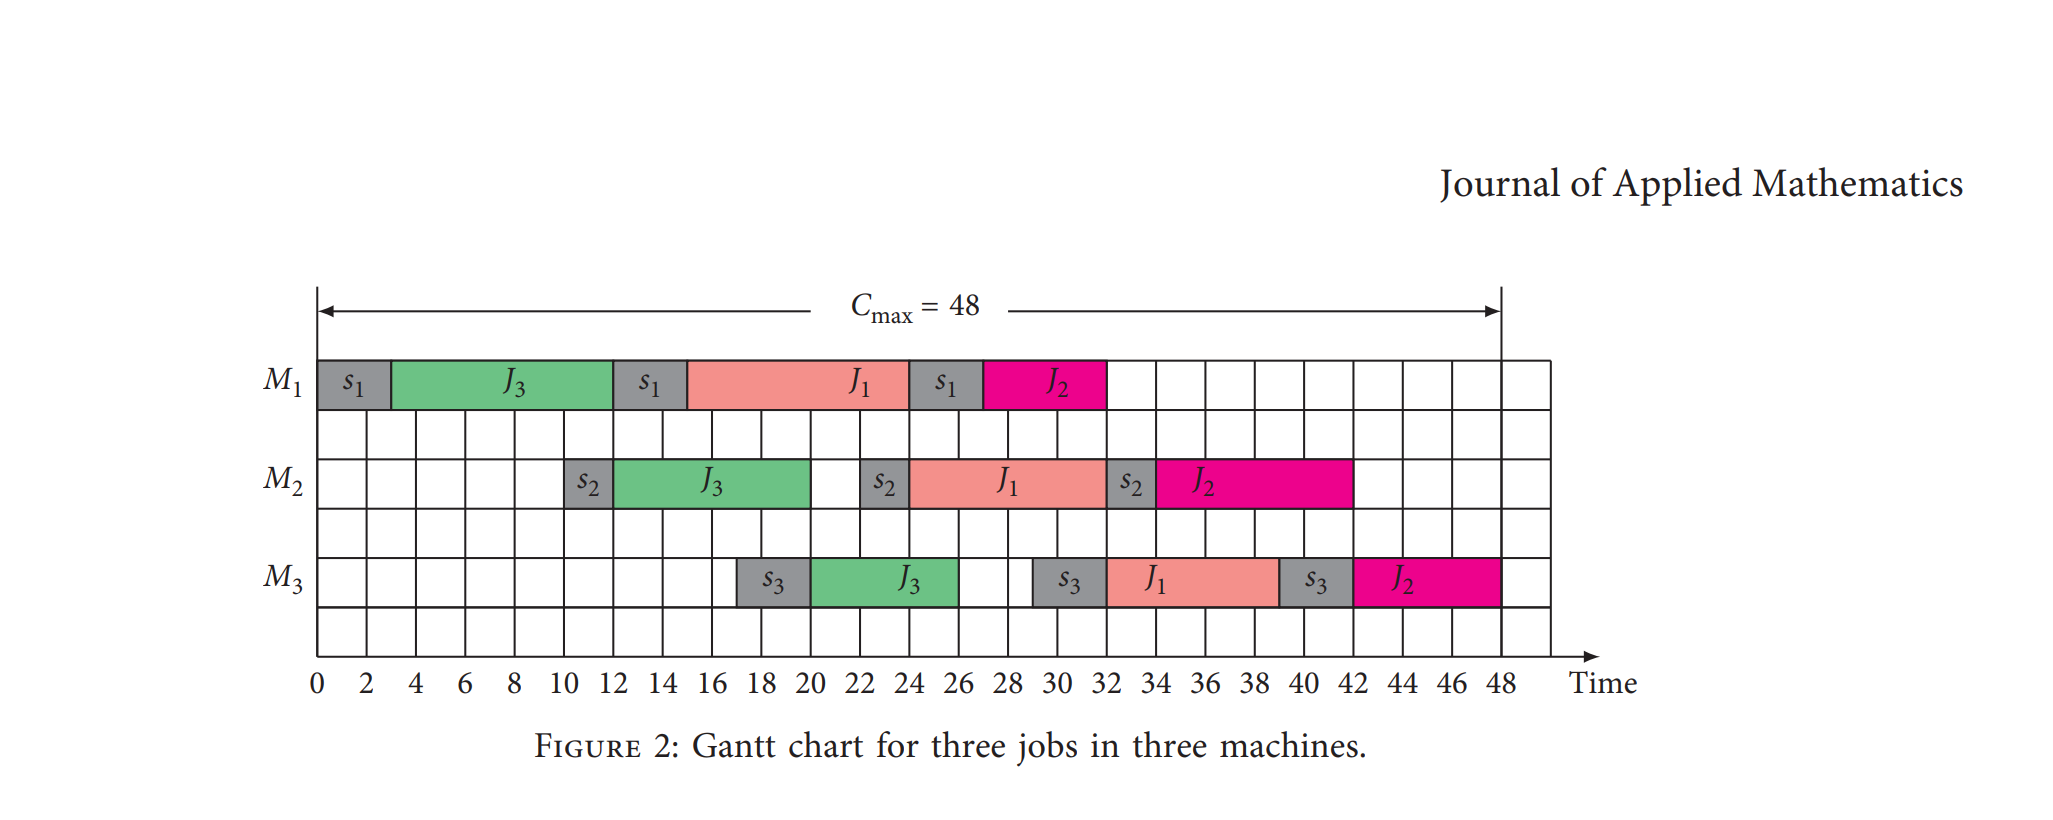 Journal of Applied Mathematics
C_max = 48
M_1 s_1 J_3 s_1 J_1 s_1 J_2
M_2 s_2 J_3 s_2 J_1 s_2 J_2
M_3 s_3 J_3 s_3 J_1 s_3 J_2
0 2 4 6 8 10 12 14 16 18 20 22 24 26 28 30 32 34 36 38 40 42 44 46 48 Time
FIGURE 2: Gantt chart for three jobs in three machines.